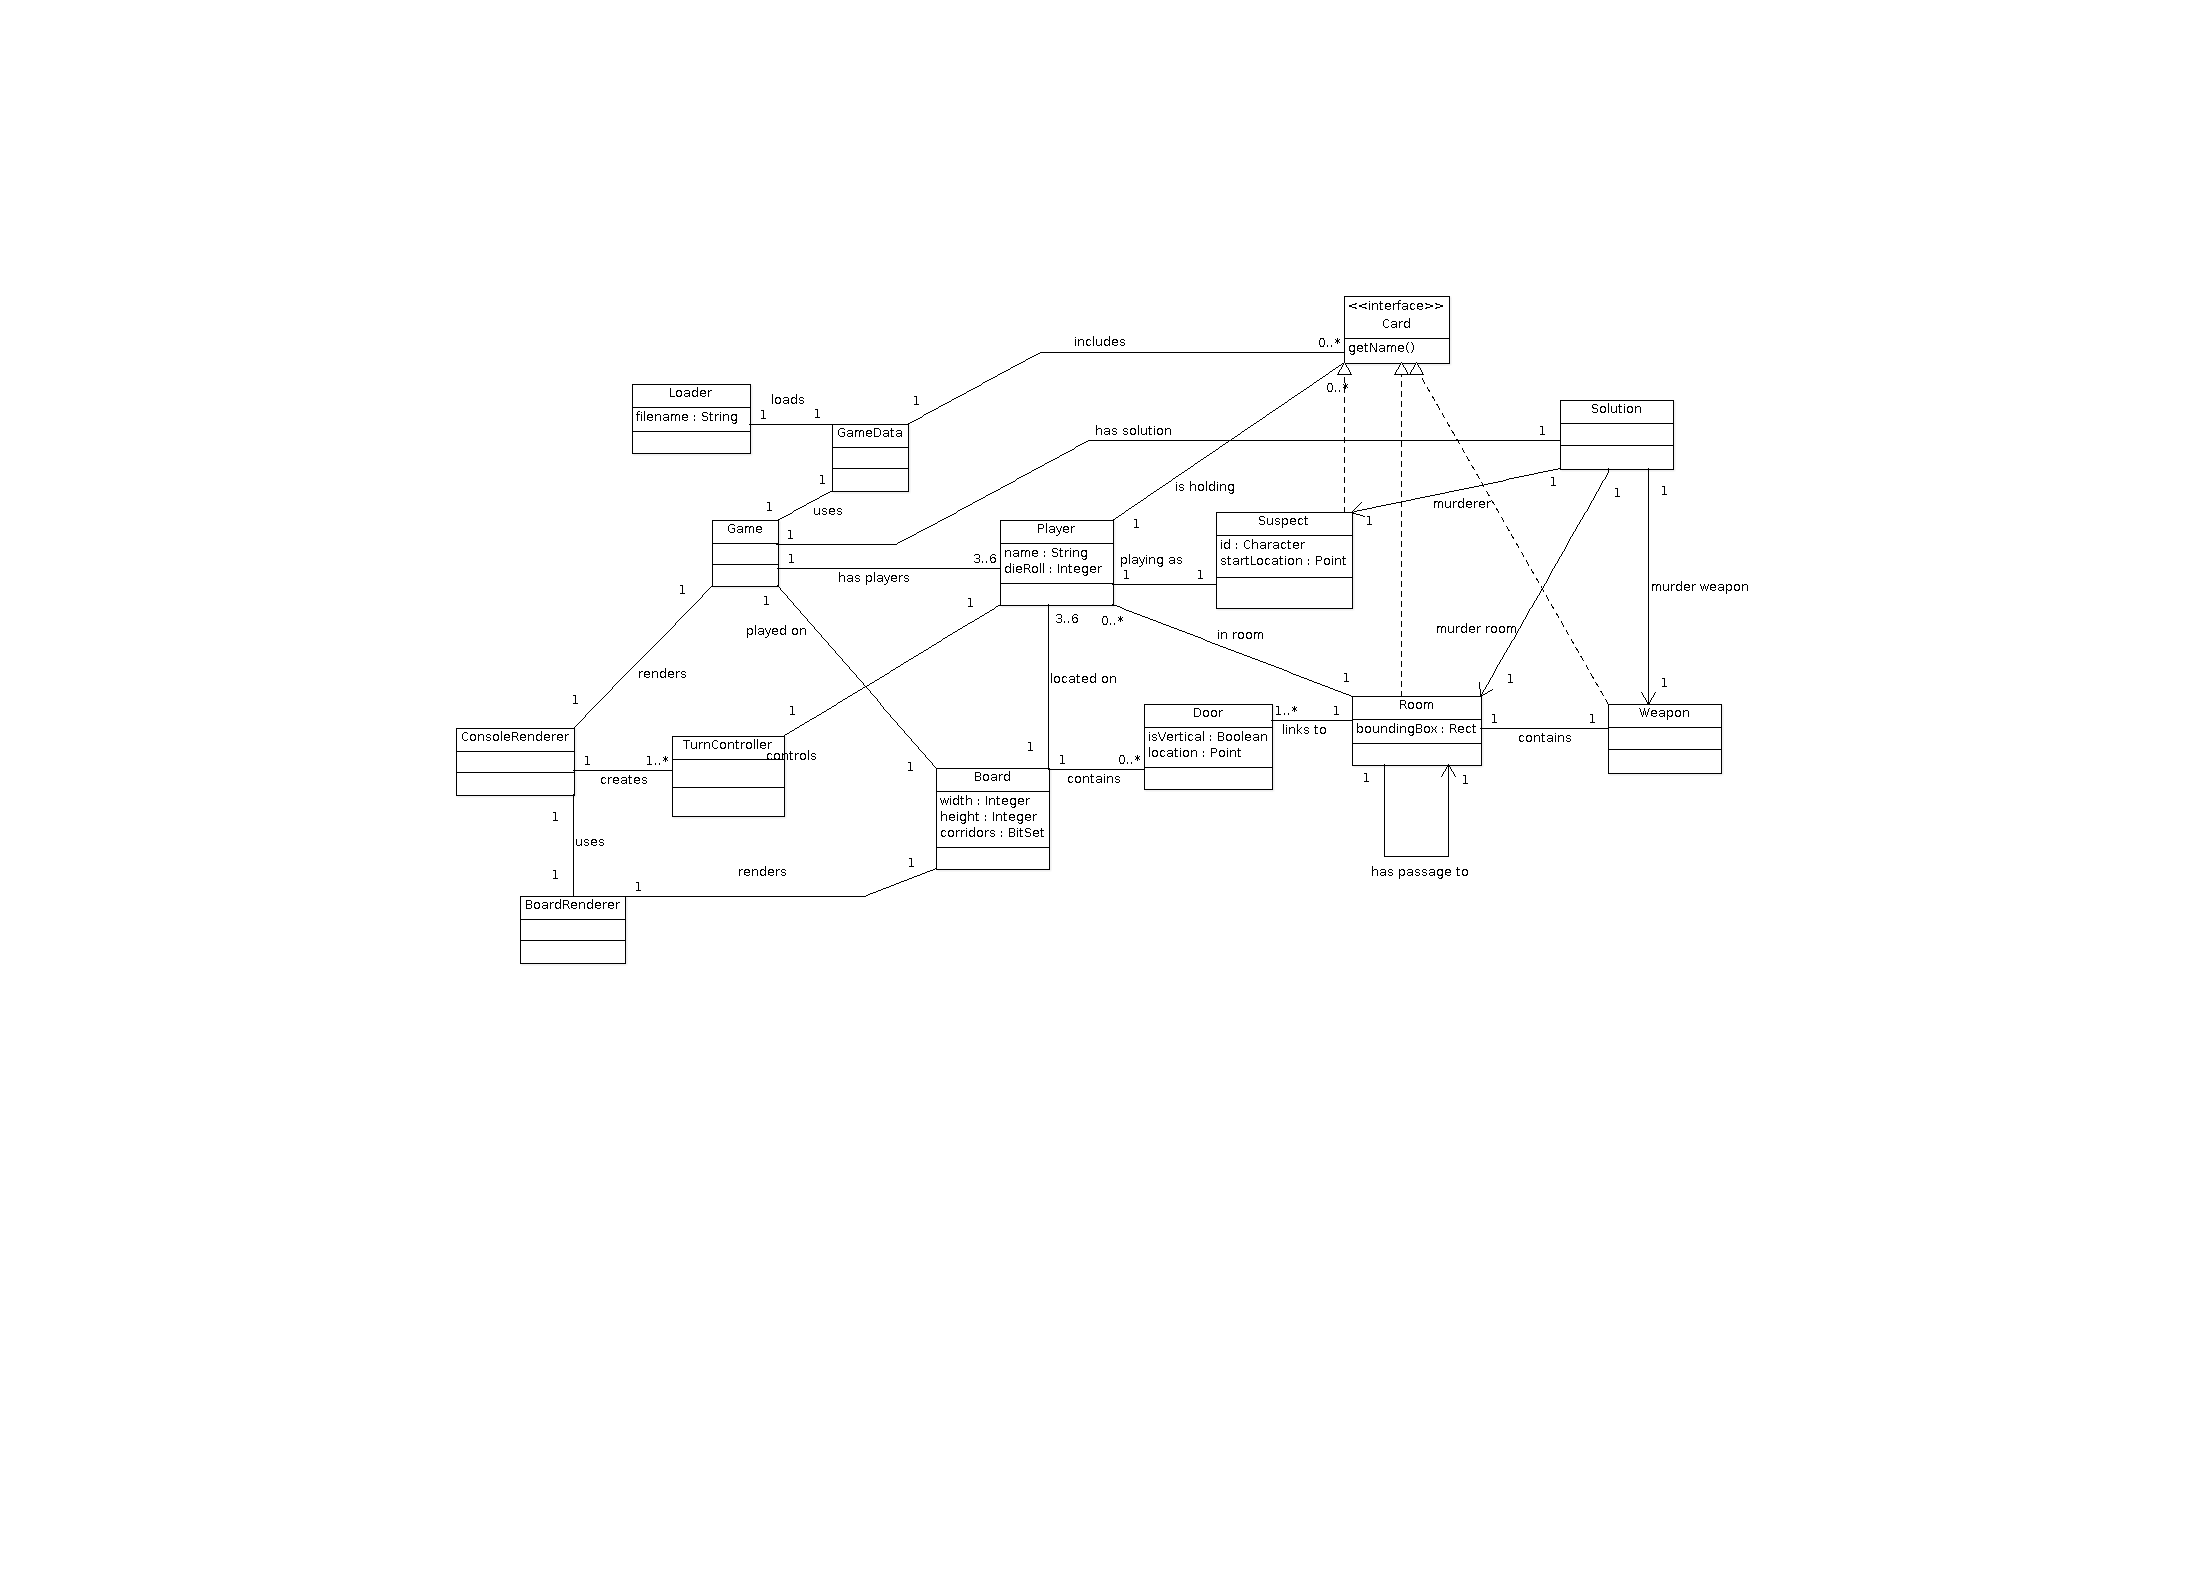 <<interface>>
Card
getName()
includes
0..*
1
0..*
Loader
filename : String
loads
1
1
GameData
1
1
uses
has solution
1
1
Solution
is holding
1
murderer
1
1
1
1
Game
1
3..6
has players
Player
name : String
dieRoll : Integer
playing as
1
1
Suspect
id : Character
startLocation : Point
murder weapon
murder room
1
1
played on
1
3..6
0..*
in room
located on
renders
1
1
controls
1
1
1
1
1
ConsoleRenderer
1
1..*
creates
TurnController
Board
width : Integer
height : Integer
corridors : BitSet
1
0..*
contains
Door
isVertical : Boolean
location : Point
1..*
1
links to
Room
boundingBox : Rect
1
1
contains
Weapon
1
1
has passage to
1
uses
1
1
renders
1
BoardRenderer